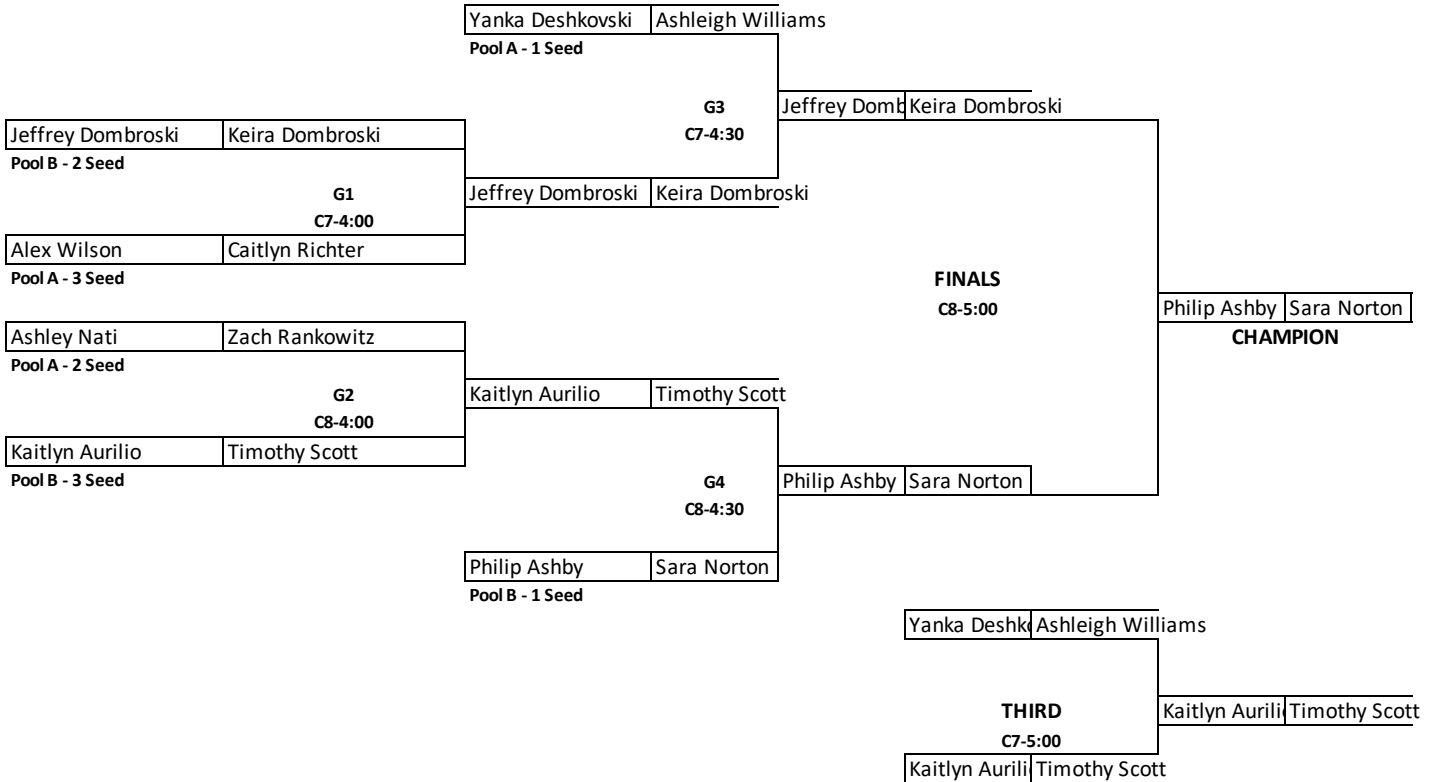 Yanka Deshkovski Ashleigh Williams
Pool A - 1 Seed
G3 Jeffrey Domb Keira Dombroski
Jeffrey Dombroski Keira Dombroski C7-4:30
Pool B - 2 Seed
G1 Jeffrey Dombroski Keira Dombroski
C7-4:00
Alex Wilson Caitlyn Richter
Pool A - 3 Seed FINALS
C8-5:00 Philip Ashby Sara Norton
Ashley Nati Zach Rankowitz CHAMPION
Pool A - 2 Seed
G2 Kaitlyn Aurilio Timothy Scott
C8-4:00
Kaitlyn Aurilio Timothy Scott
Pool B - 3 Seed G4 Philip Ashby Sara Norton
C8-4:30
Philip Ashby Sara Norton
Pool B - 1 Seed
Yanka Deshk Ashleigh Williams
THIRD Kaitlyn Aurili Timothy Scott
C7-5:00
Kaitlyn Aurili Timothy Scott